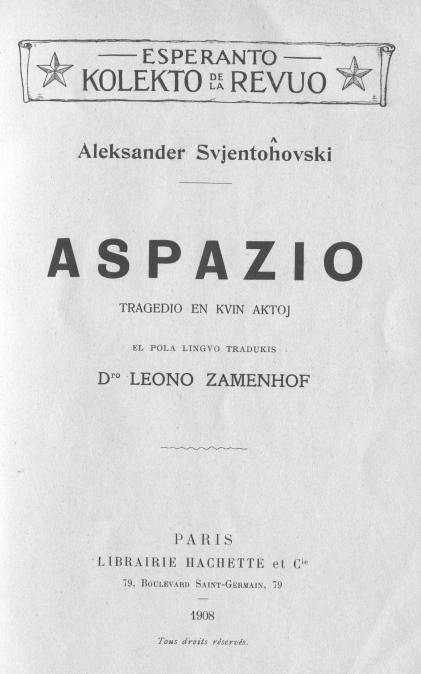 ESPERANTO
KOLEKTO DE LA REVUO
Aleksander Svjentoĥovski
ASPAZIO
TRAGEDIO EN KVIN AKTOJ
EL POLA LINGVO TRADUKIS
Dro LEONO ZAMENHOF
PARIS
LIBRAIRIE HACHETTE et Cie
79, BOULEVARD SAINT-GERMAIN, 79
1908
Tous droits réservés.